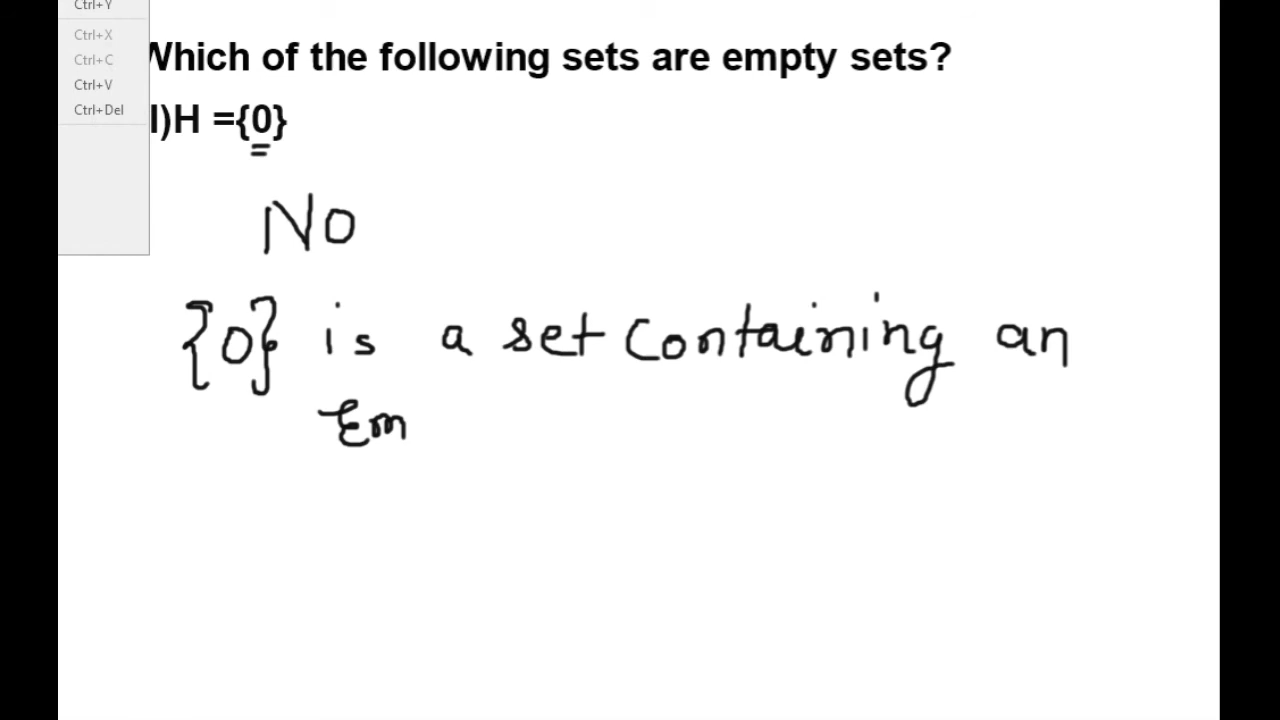 Ctrl+Y
Which of the following sets are empty sets?
Ctrl+X
Ctrl+C
Ctrl+V
Ctrl+Del
I)H ={0}
No
{0} is a set containing an
Em